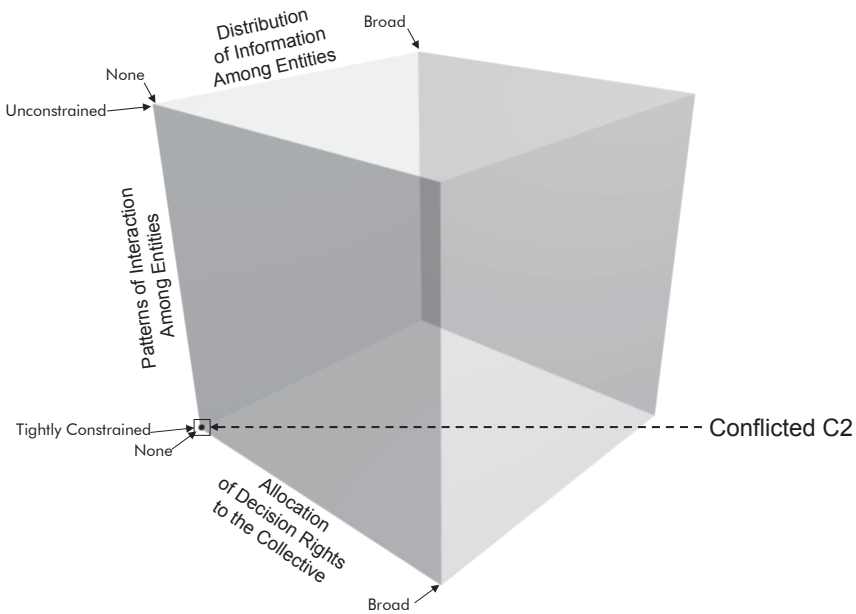 Distribution
of Information
Among Entities
Broad
None
Unconstrained
Patterns of Interaction
Among Entities
Tightly Constrained
None
Conflicted C2
Allocation
of Decision Rights
to the Collective
Broad